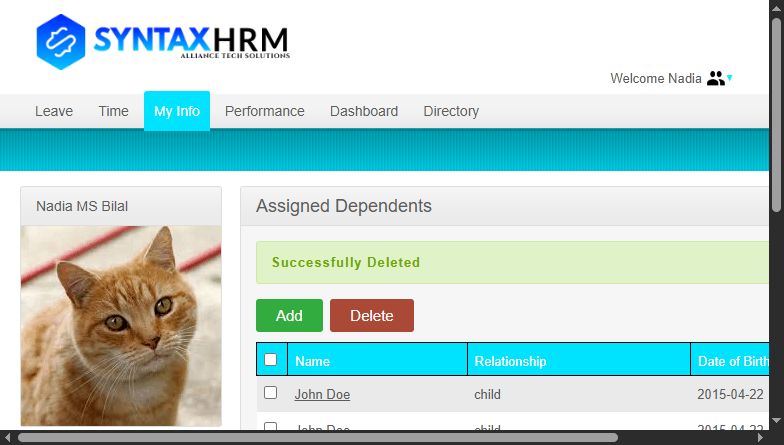 SYNTAXHRM
ALLIANCE TECH SOLUTIONS
Welcome Nadia
Leave Time My Info Performance Dashboard Directory
Nadia MS Bilal
Assigned Dependents
Successfully Deleted
Add Delete
Name Relationship Date of Birth
John Doe child 2015-04-22
John Doe child 2015-04-22